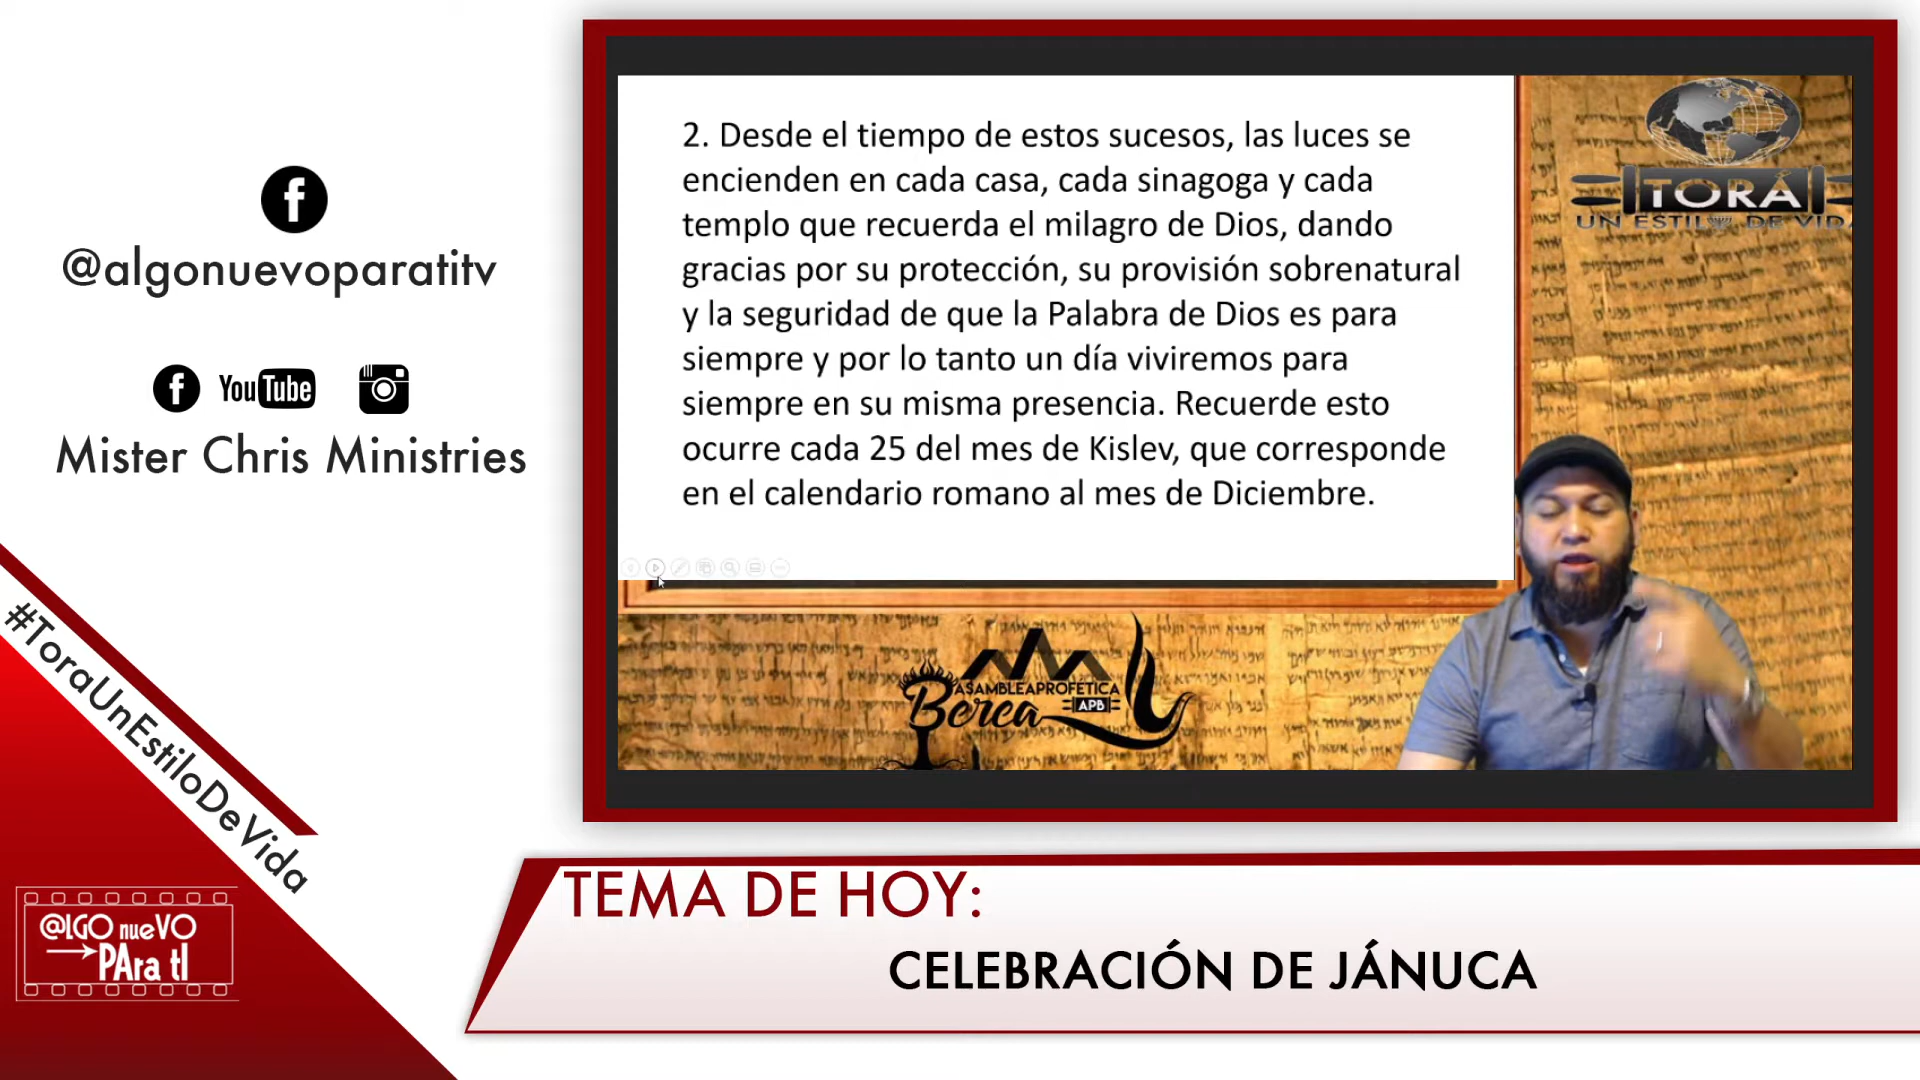 @algonuevoparatitv
YouTube
Mister Chris Ministries
#ToraUnEstiloDeVida
@LGO nueVO
PAra tI
2. Desde el tiempo de estos sucesos, las luces se
encienden en cada casa, cada sinagoga y cada
templo que recuerda el milagro de Dios, dando
gracias por su protección, su provisión sobrenatural
y la seguridad de que la Palabra de Dios es para
siempre y por lo tanto un día viviremos para
siempre en su misma presencia. Recuerde esto
ocurre cada 25 del mes de Kislev, que corresponde
en el calendario romano al mes de Diciembre.
TORÁ
UN ESTILO DE VIDA
ASAMBLEA PROFÉTICA
APB
Berea
TEMA DE HOY:
CELEBRACIÓN DE JÁNUCA